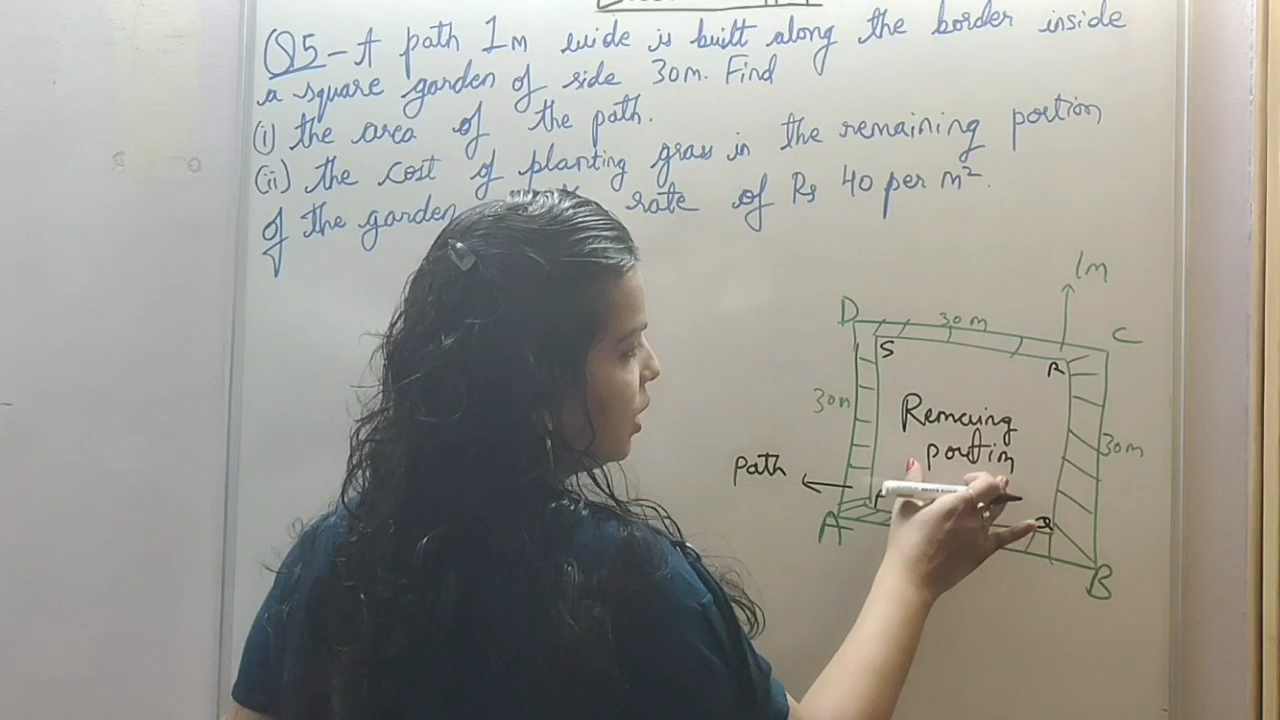 Q5 - A path 1m wide is built along the border inside
a square garden of side 30m. Find
(i) the area of the path.
(ii) the cost of planting grass in the remaining portion
of the garden rate of Rs 40 per m².
1m
D 30m C
S R
30m
Remaing
portin
30m
path
A
B